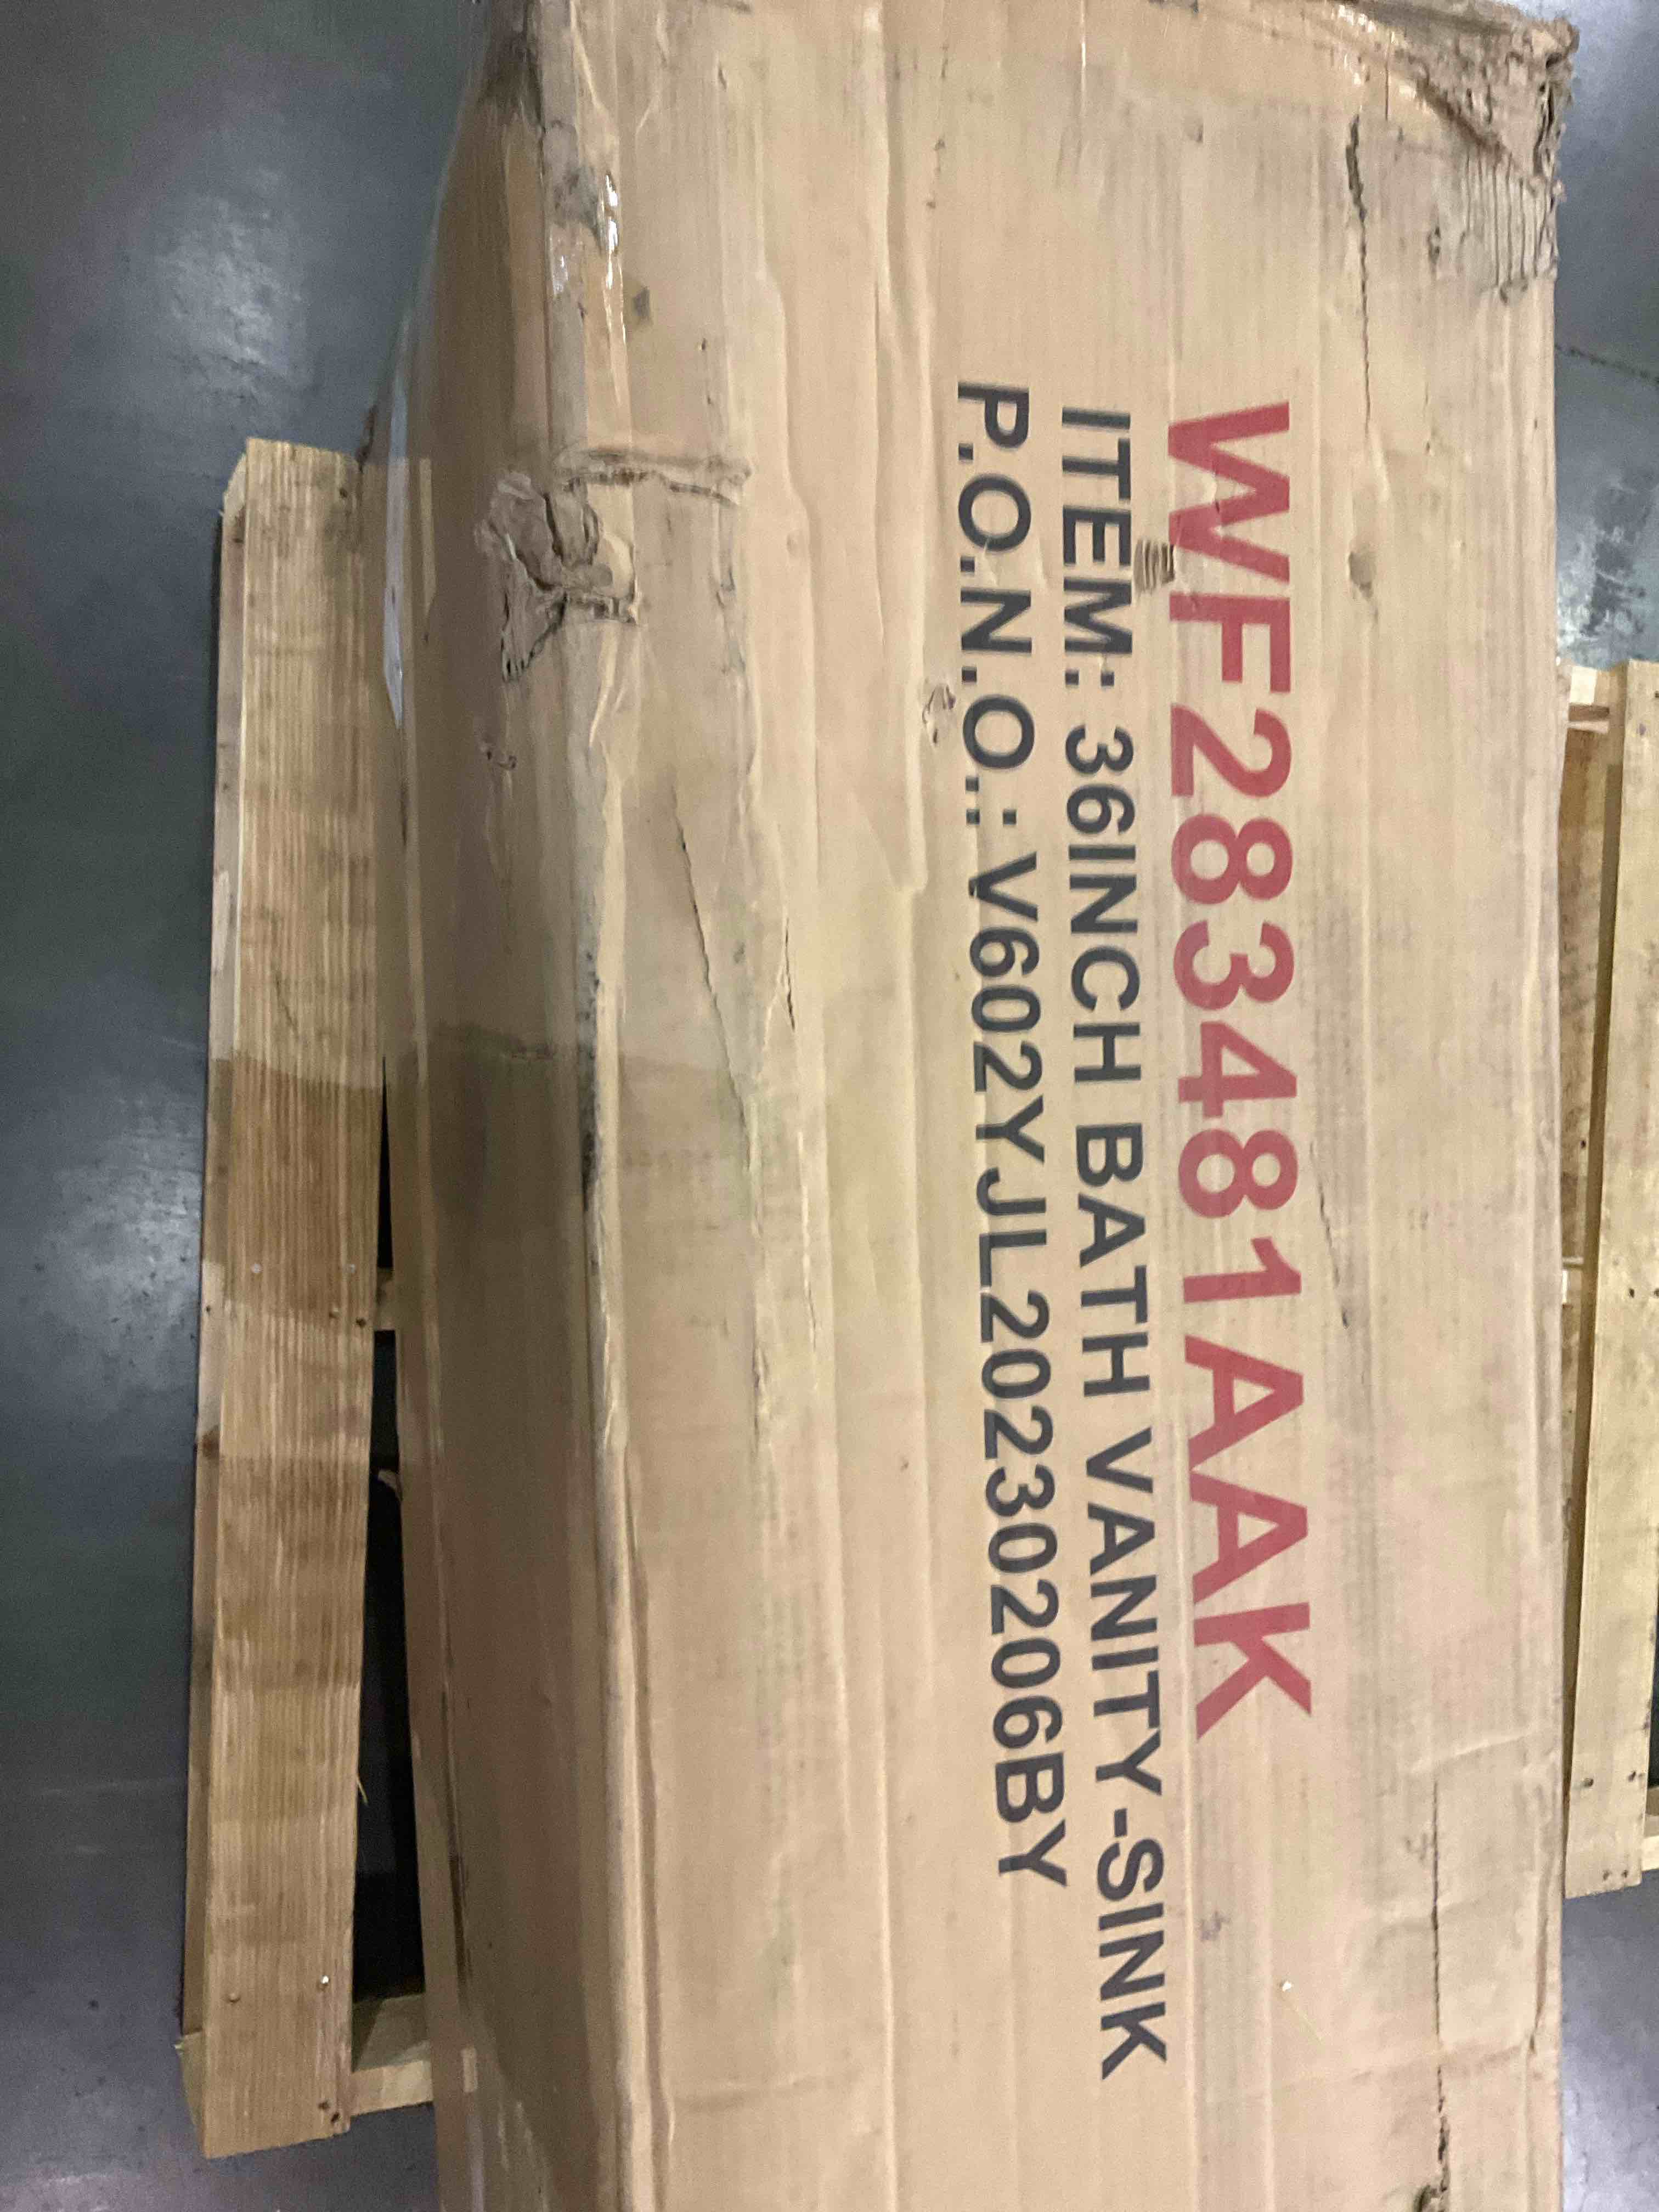 WF283481AAK
ITEM: 36INCH BATH VANITY-SINK
P.O.N.O.: V602YJL20230206BY